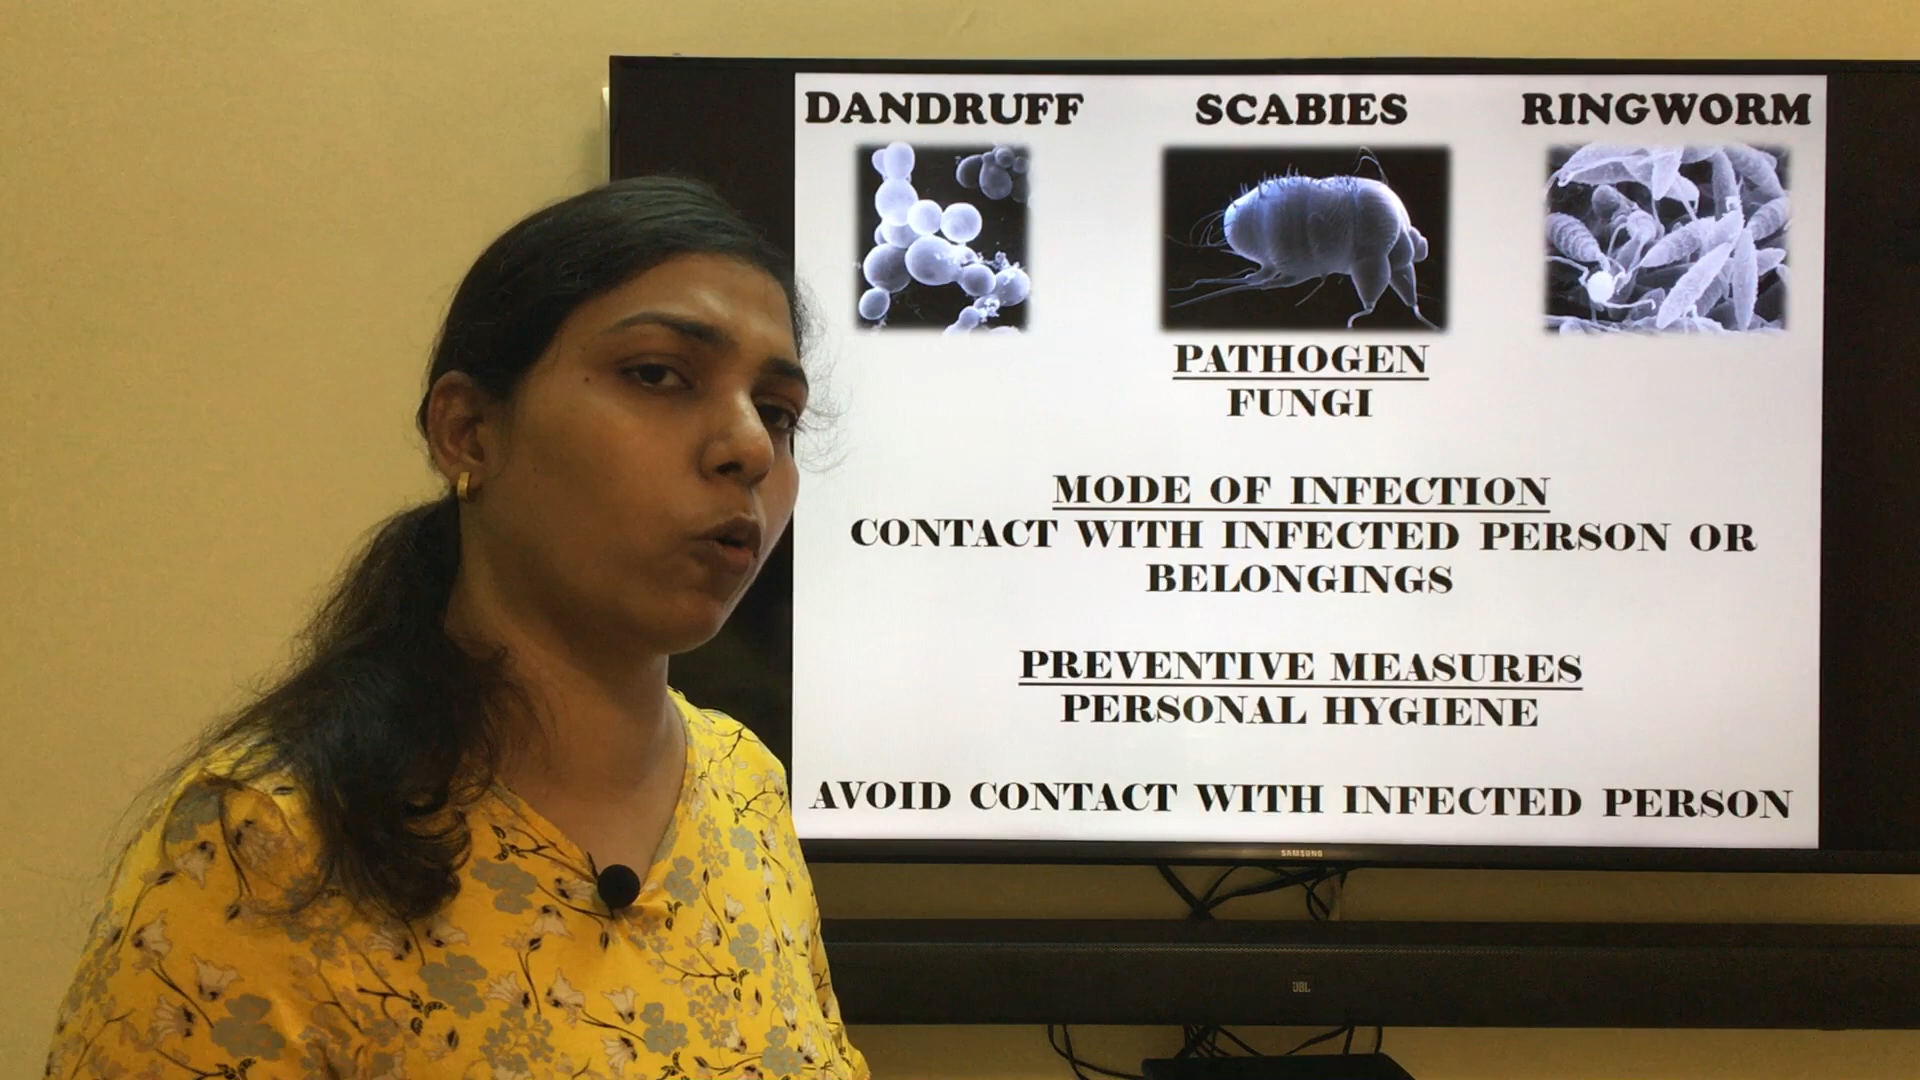 DANDRUFF SCABIES RINGWORM
PATHOGEN
FUNGI
MODE OF INFECTION
CONTACT WITH INFECTED PERSON OR
BELONGINGS
PREVENTIVE MEASURES
PERSONAL HYGIENE
AVOID CONTACT WITH INFECTED PERSON
SAMSUNG
JBL